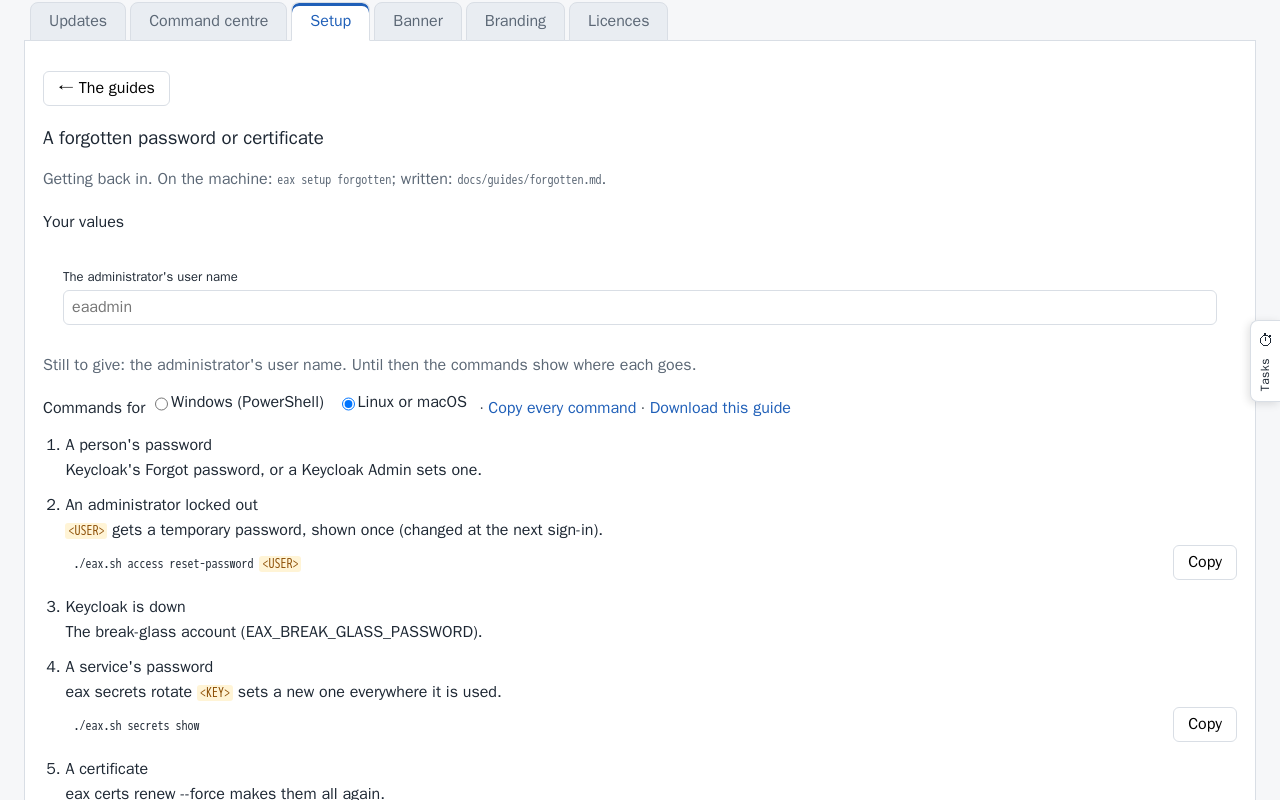 Updates
Command centre
Setup
Banner
Branding
Licences
← The guides
A forgotten password or certificate
Getting back in. On the machine: eax setup forgotten; written: docs/guides/forgotten.md.
Your values
The administrator's user name
eaadmin
Tasks
Still to give: the administrator's user name. Until then the commands show where each goes.
Commands for Windows (PowerShell) Linux or macOS · Copy every command · Download this guide
1. A person's password
Keycloak's Forgot password, or a Keycloak Admin sets one.
2. An administrator locked out
<USER> gets a temporary password, shown once (changed at the next sign-in).
./eax.sh access reset-password <USER>
Copy
3. Keycloak is down
The break-glass account (EAX_BREAK_GLASS_PASSWORD).
4. A service's password
eax secrets rotate <KEY> sets a new one everywhere it is used.
./eax.sh secrets show
Copy
5. A certificate
eax certs renew --force makes them all again.